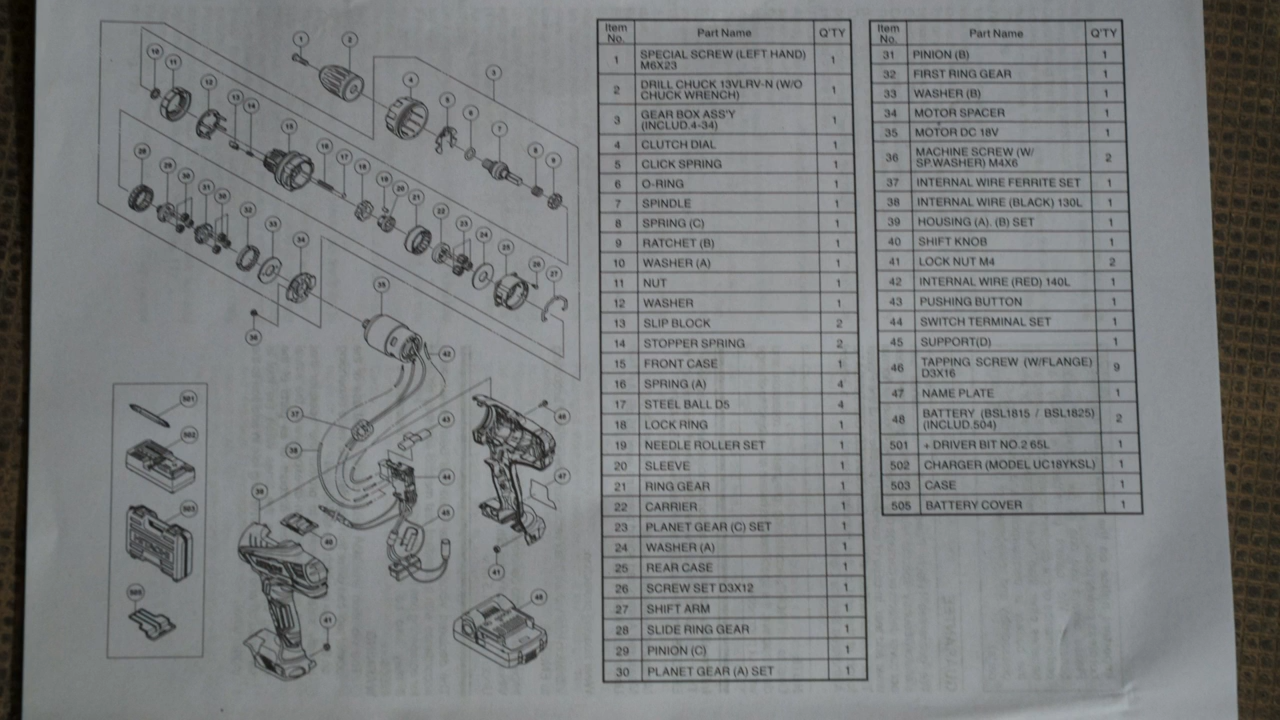 Item No. Part Name Q'TY
1 SPECIAL SCREW (LEFT HAND) M6X23 1
2 DRILL CHUCK 13VLRV-N (W/O CHUCK WRENCH) 1
3 GEAR BOX ASS'Y (INCLUD.4-34) 1
4 CLUTCH DIAL 1
5 CLICK SPRING 1
6 O-RING 1
7 SPINDLE 1
8 SPRING (C) 1
9 RATCHET (B) 1
10 WASHER (A) 1
11 NUT 1
12 WASHER 1
13 SLIP BLOCK 2
14 STOPPER SPRING 2
15 FRONT CASE 1
16 SPRING (A) 4
17 STEEL BALL D5 4
18 LOCK RING 1
19 NEEDLE ROLLER SET 1
20 SLEEVE 1
21 RING GEAR 1
22 CARRIER 1
23 PLANET GEAR (C) SET 1
24 WASHER (A) 1
25 REAR CASE 1
26 SCREW SET D3X12 1
27 SHIFT ARM 1
28 SLIDE RING GEAR 1
29 PINION (C) 1
30 PLANET GEAR (A) SET 1
Item No. Part Name Q'TY
31 PINION (B) 1
32 FIRST RING GEAR 1
33 WASHER (B) 1
34 MOTOR SPACER 1
35 MOTOR DC 18V 1
36 MACHINE SCREW (W/ SP.WASHER) M4X6 2
37 INTERNAL WIRE FERRITE SET 1
38 INTERNAL WIRE (BLACK) 130L 1
39 HOUSING (A). (B) SET 1
40 SHIFT KNOB 1
41 LOCK NUT M4 2
42 INTERNAL WIRE (RED) 140L 1
43 PUSHING BUTTON 1
44 SWITCH TERMINAL SET 1
45 SUPPORT(D) 1
46 TAPPING SCREW (W/FLANGE) D3X16 9
47 NAME PLATE 1
48 BATTERY (BSL1815 / BSL1825) (INCLUD.504) 2
501 + DRIVER BIT NO.2 65L 1
502 CHARGER (MODEL UC18YKSL) 1
503 CASE 1
505 BATTERY COVER 1